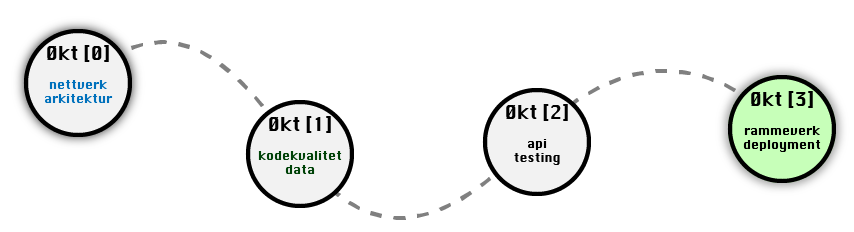 Økt [0]
nettverk
arkitektur
Økt [1]
kodekvalitet
data
Økt [2]
api
testing
Økt [3]
rammeverk
deployment